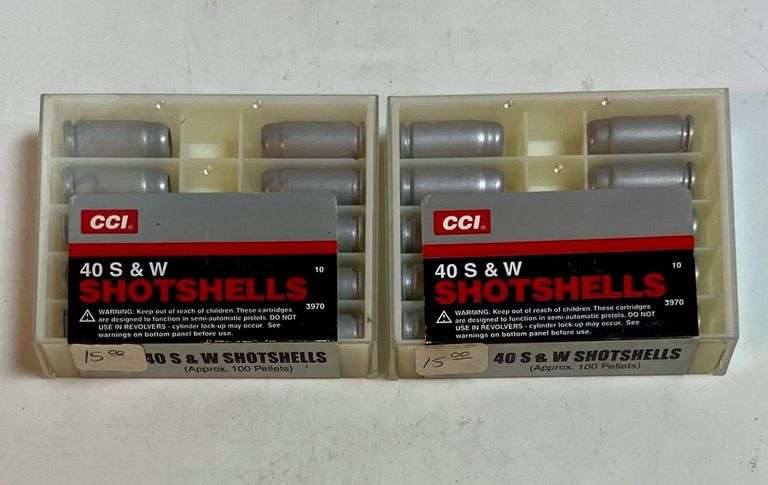 CCI
40 S & W
10
SHOTSHELLS
3970
WARNING: Keep out of reach of children. These cartridges
are designed to function in semi-automatic pistols. DO NOT
USE IN REVOLVERS - cylinder lock-up may occur. See
warnings on bottom panel before use.
15.00
40 S & W SHOTSHELLS
(Approx. 100 Pellets)
CCI
40 S & W
10
SHOTSHELLS
3970
WARNING: Keep out of reach of children. These cartridges
are designed to function in semi-automatic pistols. DO NOT
USE IN REVOLVERS - cylinder lock-up may occur. See
warnings on bottom panel before use.
15.00
40 S & W SHOTSHELLS
(Approx. 100 Pellets)